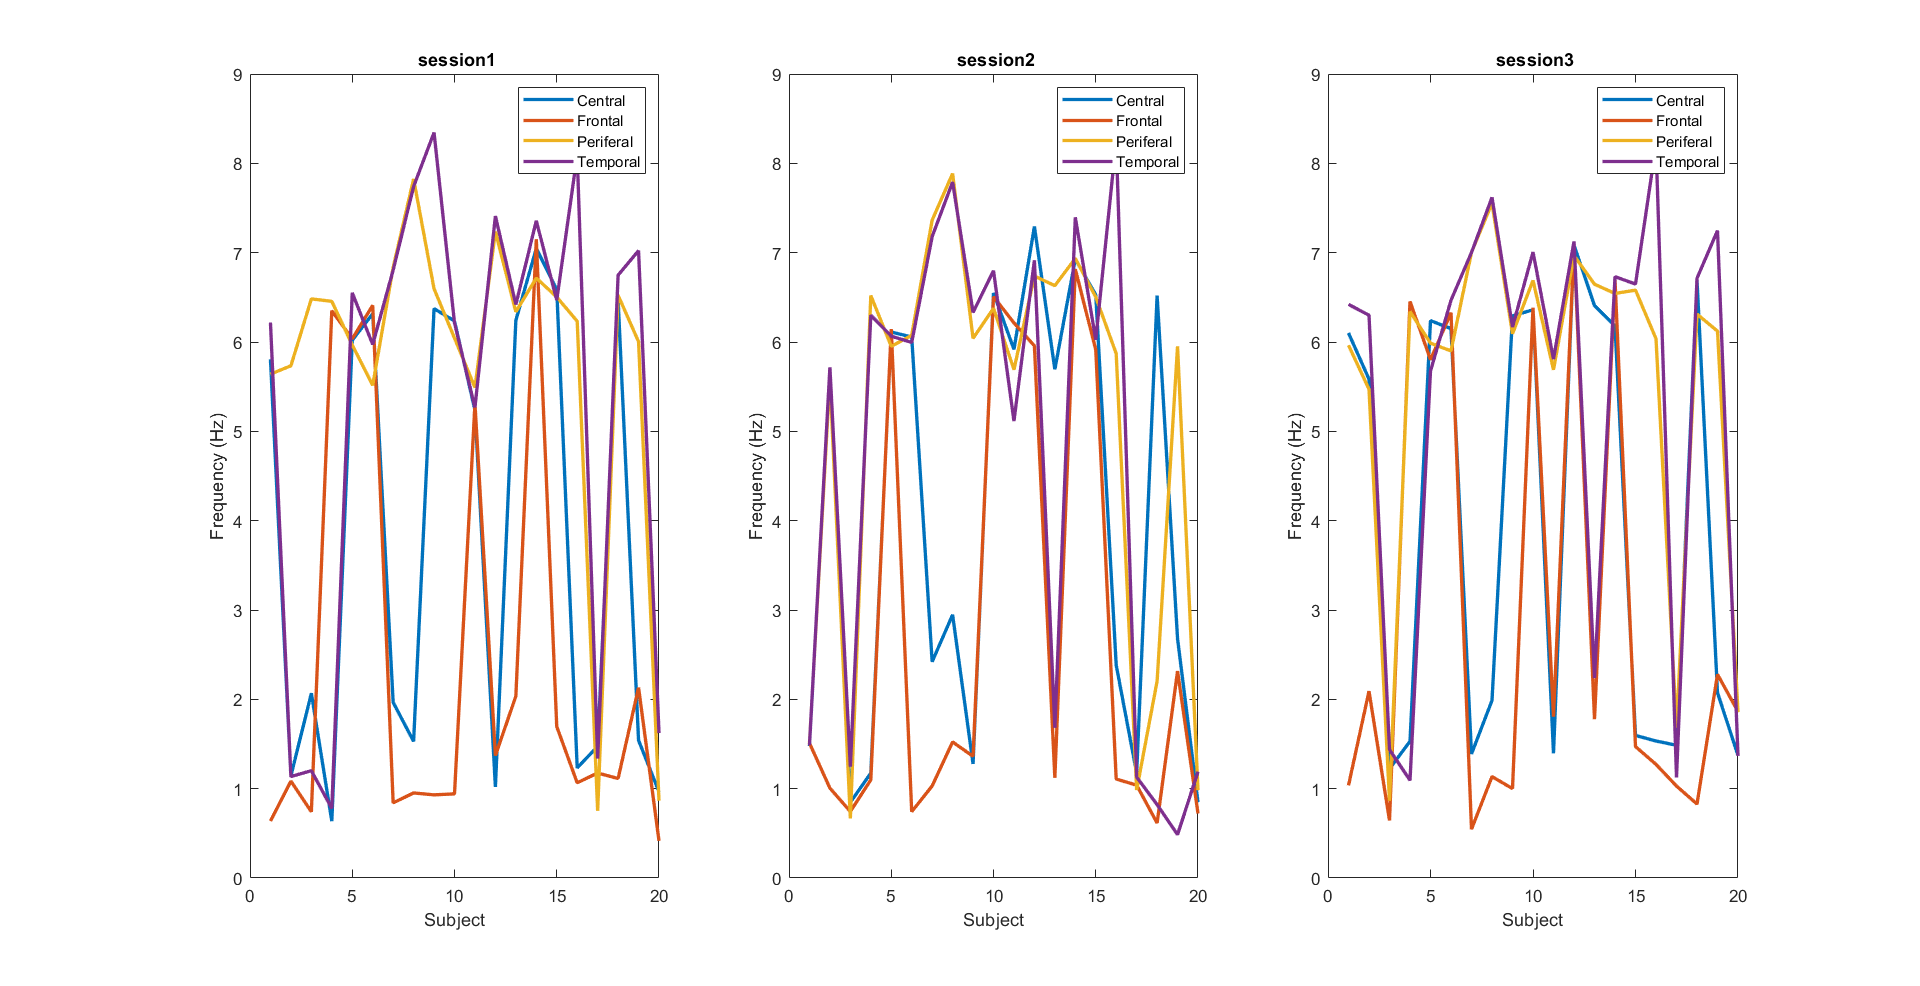 session1
9
8
7
6
5
4
3
2
1
0
0 5 10 15 20
Frequency (Hz)
Subject
Central
Frontal
Periferal
Temporal
session2
9
8
7
6
5
4
3
2
1
0
0 5 10 15 20
Frequency (Hz)
Subject
Central
Frontal
Periferal
Temporal
session3
9
8
7
6
5
4
3
2
1
0
0 5 10 15 20
Frequency (Hz)
Subject
Central
Frontal
Periferal
Temporal